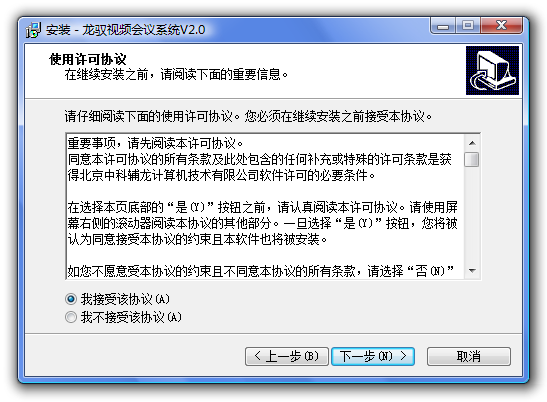 安装 - 龙驭视频会议系统V2.0
使用许可协议
在继续安装之前，请阅读下面的重要信息。
请仔细阅读下面的使用许可协议。您必须在继续安装之前接受本协议。
重要事项，请先阅读本许可协议。
同意本许可协议的所有条款及此处包含的任何补充或特殊的许可条款是获
得北京中科辅龙计算机技术有限公司软件许可的必要条件。
在选择本页底部的“是(Y)”按钮之前，请认真阅读本许可协议。请使用屏
幕右侧的滚动器阅读本协议的其他部分。一旦选择“是(Y)”按钮，您将被
认为同意接受本协议的约束且本软件也将被安装。
如您不愿意受本协议的约束且不同意本协议的所有条款，请选择“否(N)”
我接受该协议(A)
我不接受该协议(A)
< 上一步(B)
下一步(N) >
取消